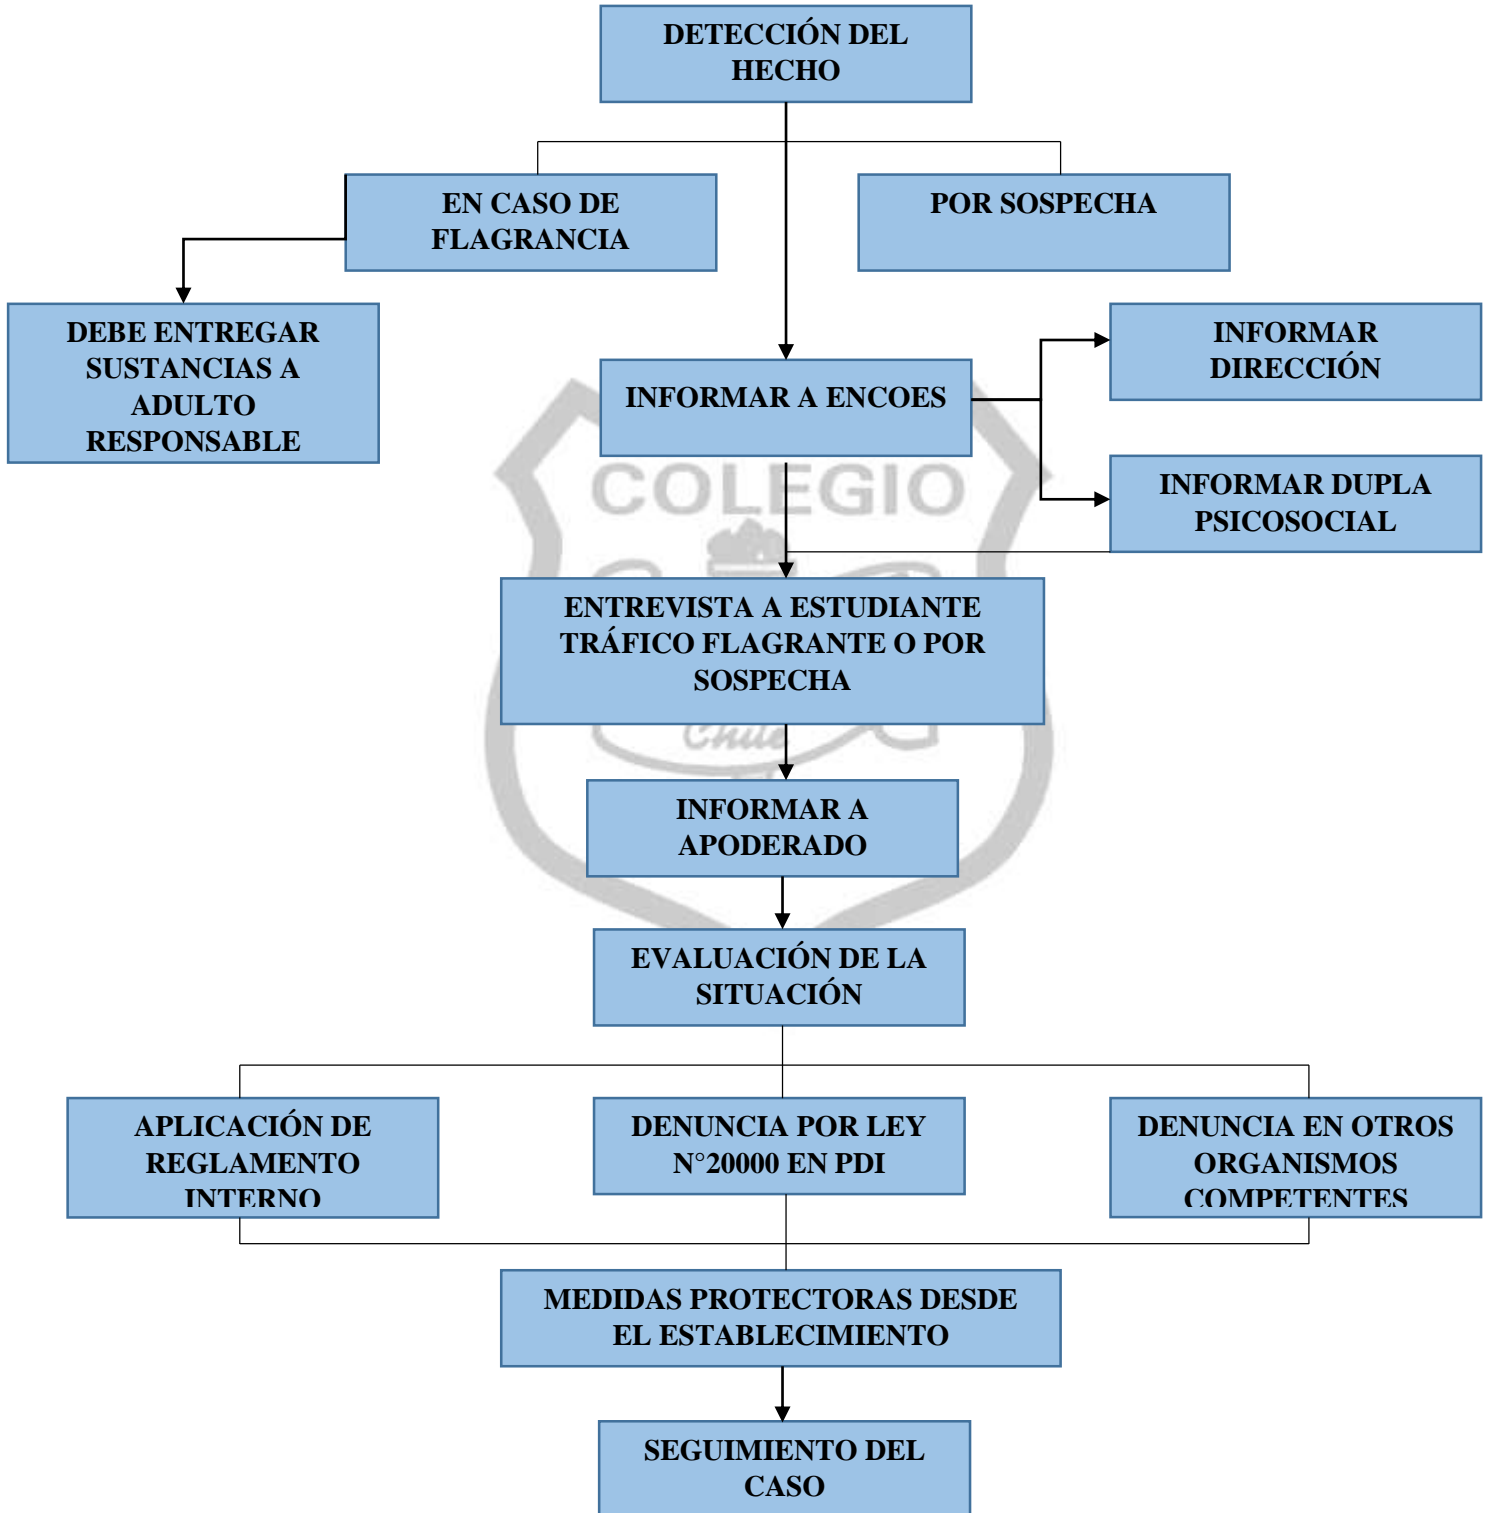 DETECCIÓN DEL
HECHO
EN CASO DE
FLAGRANCIA
POR SOSPECHA
DEBE ENTREGAR
SUSTANCIAS A
ADULTO
RESPONSABLE
INFORMAR A ENCOES
INFORMAR
DIRECCIÓN
INFORMAR DUPLA
PSICOSOCIAL
COLEGIO
ENTREVISTA A ESTUDIANTE
TRÁFICO FLAGRANTE O POR
SOSPECHA
Chile
INFORMAR A
APODERADO
EVALUACIÓN DE LA
SITUACIÓN
APLICACIÓN DE
REGLAMENTO
INTERNO
DENUNCIA POR LEY
N°20000 EN PDI
DENUNCIA EN OTROS
ORGANISMOS
COMPETENTES
MEDIDAS PROTECTORAS DESDE
EL ESTABLECIMIENTO
SEGUIMIENTO DEL
CASO